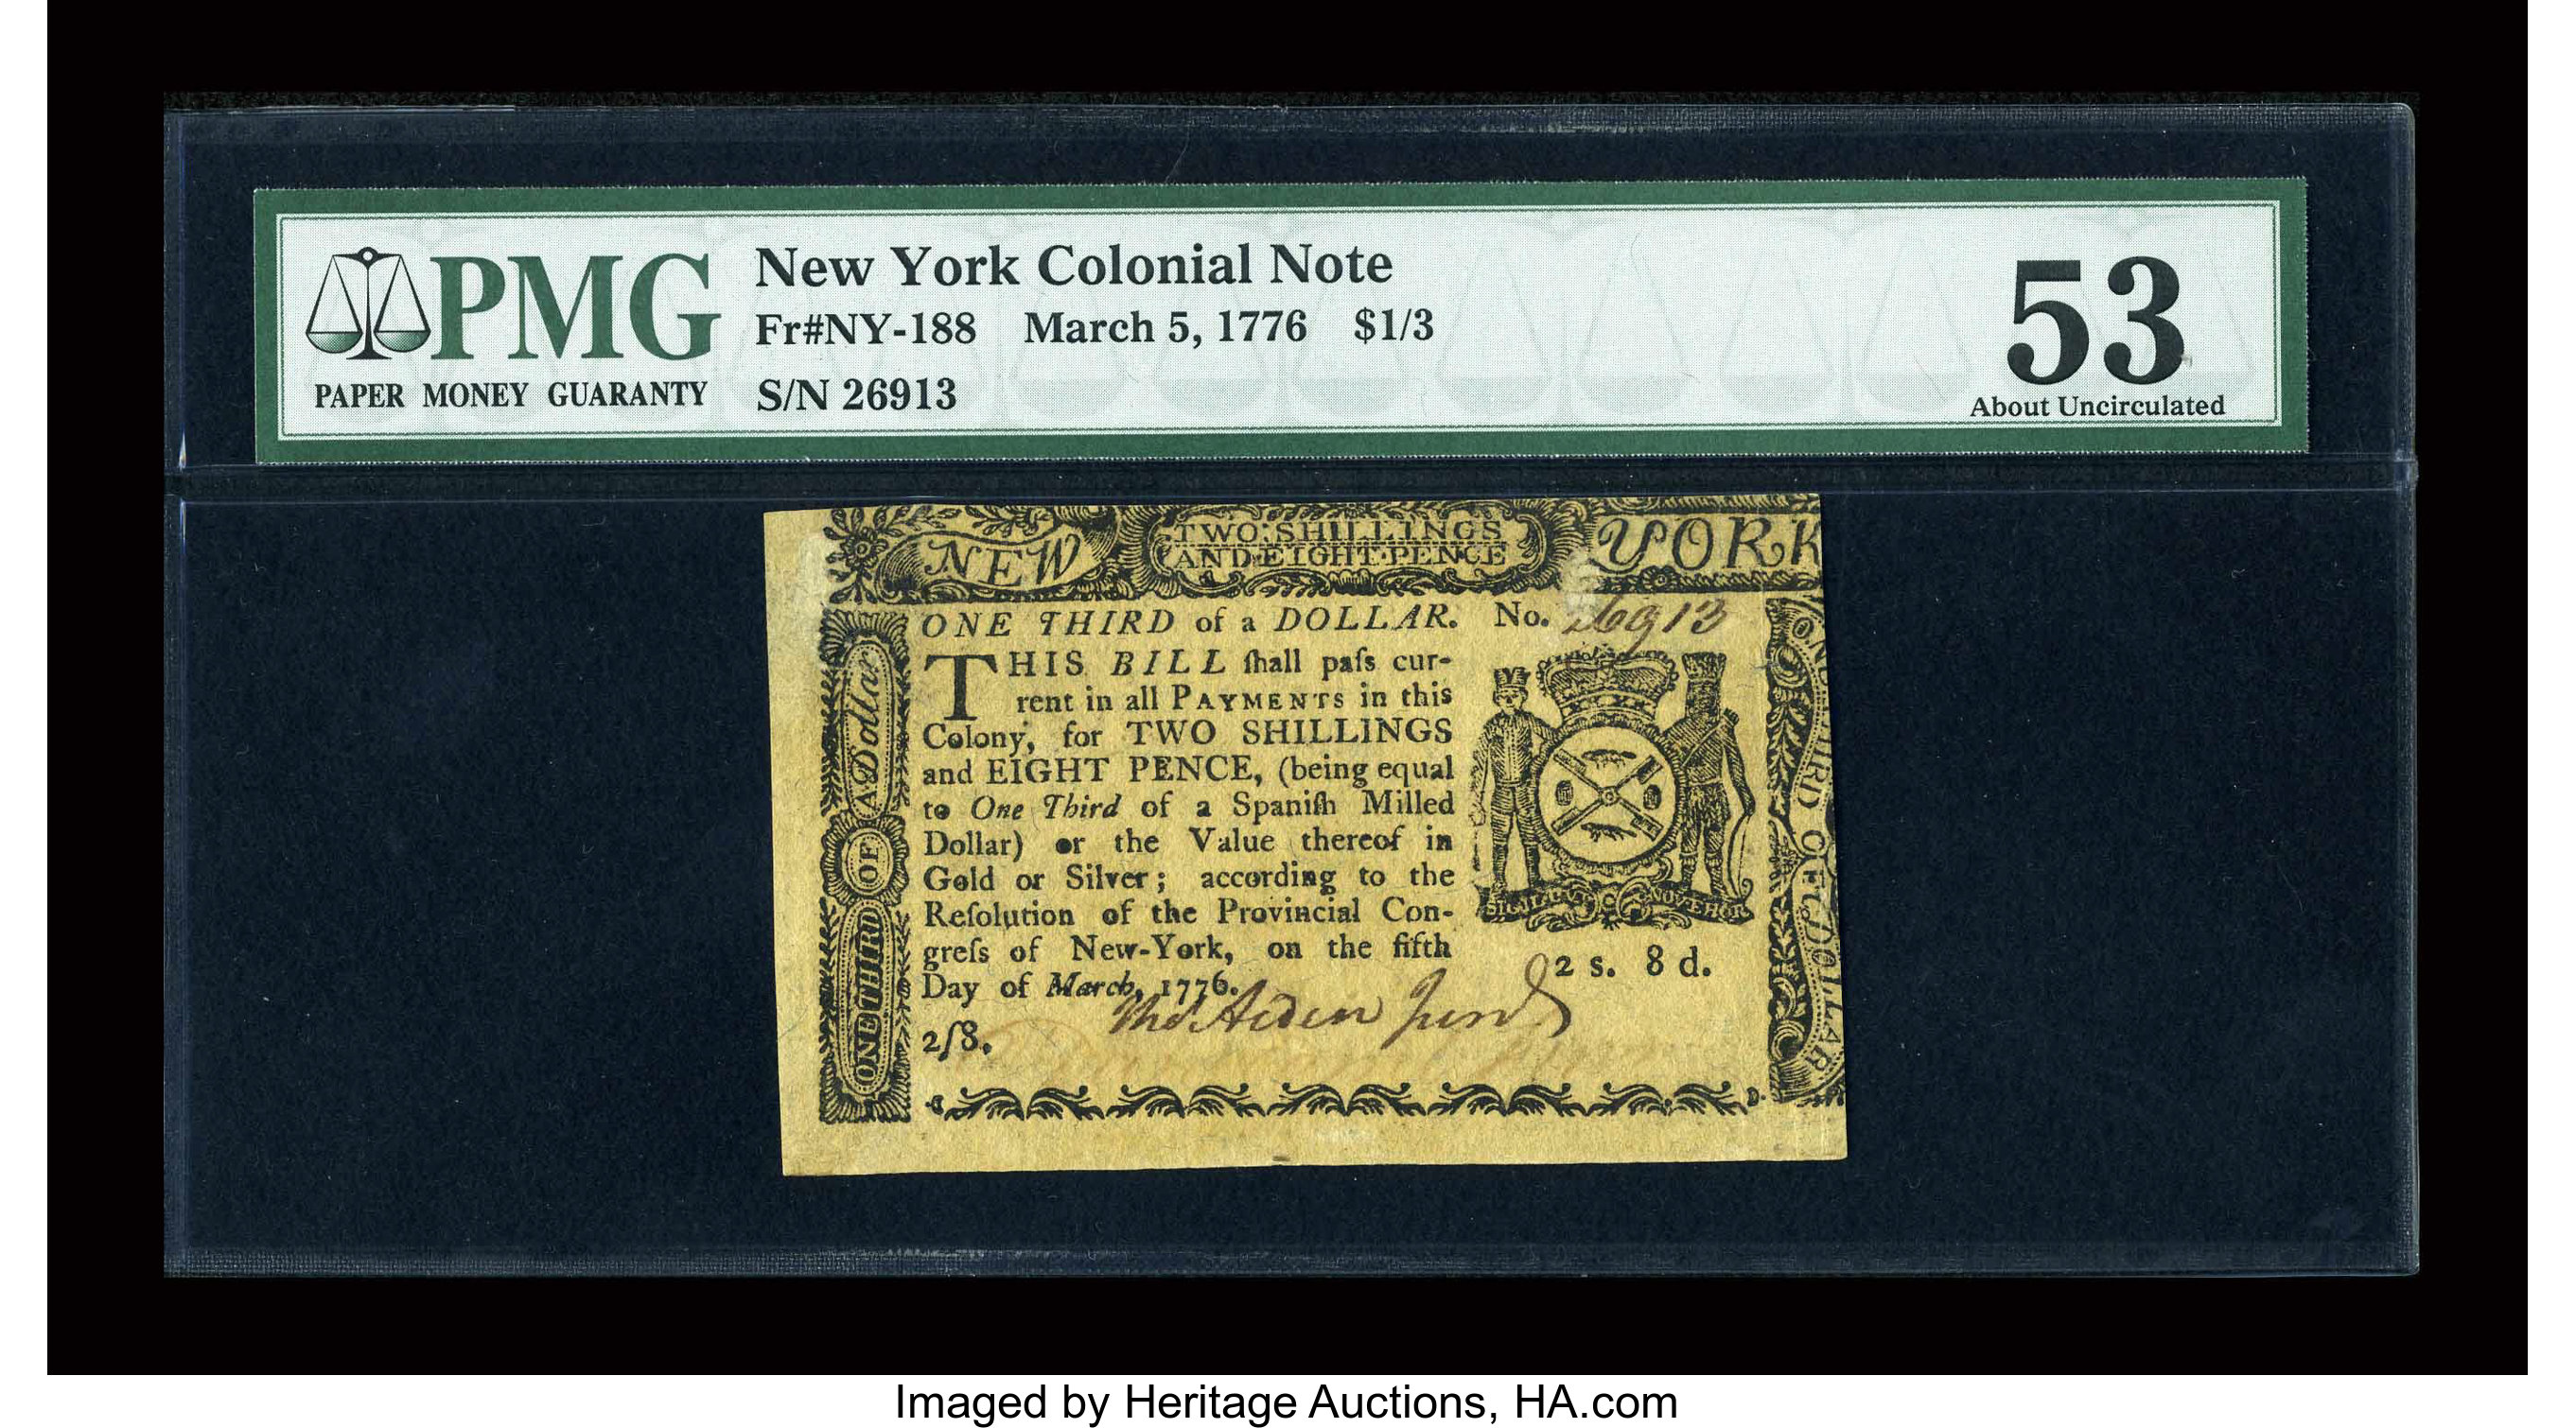 PMG
PAPER MONEY GUARANTY
New York Colonial Note
Fr#NY-188 March 5, 1776 $1/3
S/N 26913
53
About Uncirculated
NEW
TWO SHILLINGS
AND EIGHT PENCE
YORK
ONE THIRD of a DOLLAR. No. 26913
THIS BILL ſhall paſs cur-
rent in all PAYMENTS in this
Colony, for TWO SHILLINGS
and EIGHT PENCE, (being equal
to One Third of a Spaniſh Milled
Dollar) or the Value thereof in
Gold or Silver; according to the
Reſolution of the Provincial Con-
greſs of New-York, on the fifth
Day of March, 1776.
2 s. 8 d.
2ſ8.
ONE THIRD OF A Dollar
ONE THIRD OF A DOLLAR
Imaged by Heritage Auctions, HA.com